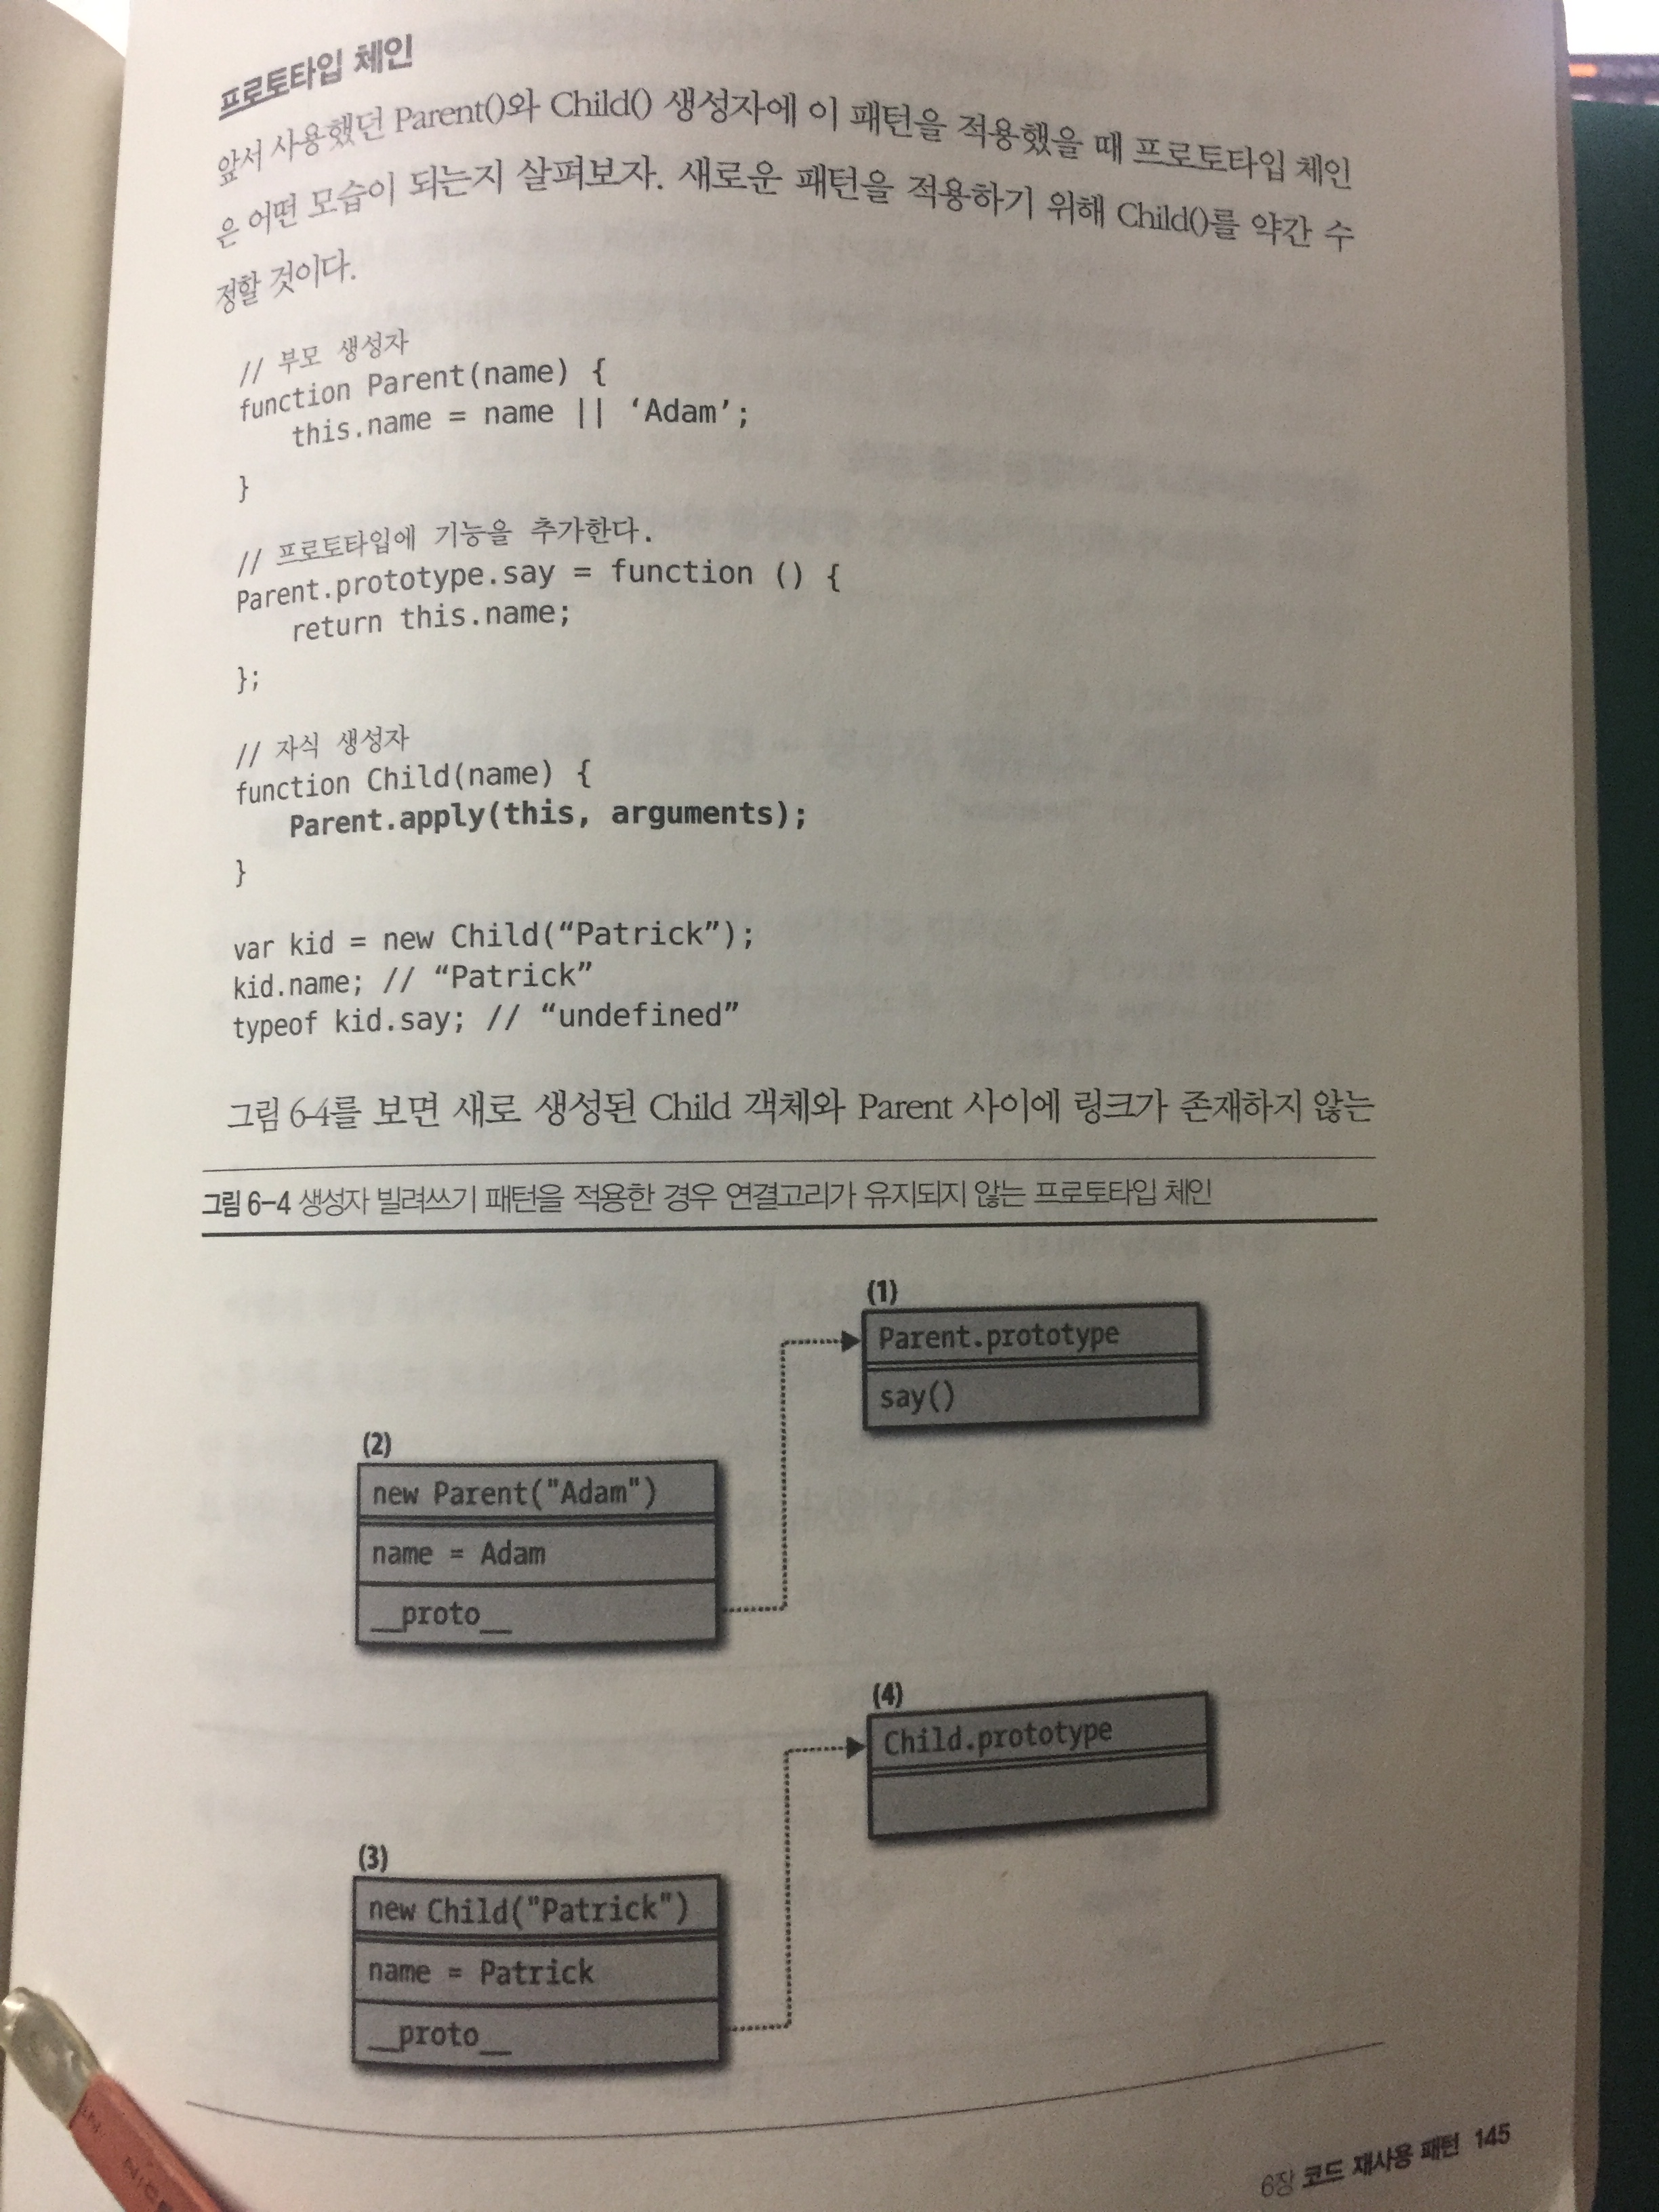 프로토타입 체인
앞서 사용했던 Parent()와 Child() 생성자에 이 패턴을 적용했을 때 프로토타입 체인
은 어떤 모습이 되는지 살펴보자. 새로운 패턴을 적용하기 위해 Child()를 약간 수
정할 것이다.
// 부모 생성자
function Parent(name) {
    this.name = name || ‘Adam’;
}
// 프로토타입에 기능을 추가한다.
Parent.prototype.say = function () {
    return this.name;
};
// 자식 생성자
function Child(name) {
    Parent.apply(this, arguments);
}
var kid = new Child(“Patrick”);
kid.name; // “Patrick”
typeof kid.say; // “undefined”
그림 6-4를 보면 새로 생성된 Child 객체와 Parent 사이에 링크가 존재하지 않는
그림 6-4 생성자 빌려쓰기 패턴을 적용한 경우 연결고리가 유지되지 않는 프로토타입 체인
(1)
Parent.prototype
say()
(2)
new Parent("Adam")
name = Adam
__proto__
(4)
Child.prototype
(3)
new Child("Patrick")
name = Patrick
__proto__
6장 코드 재사용 패턴 145